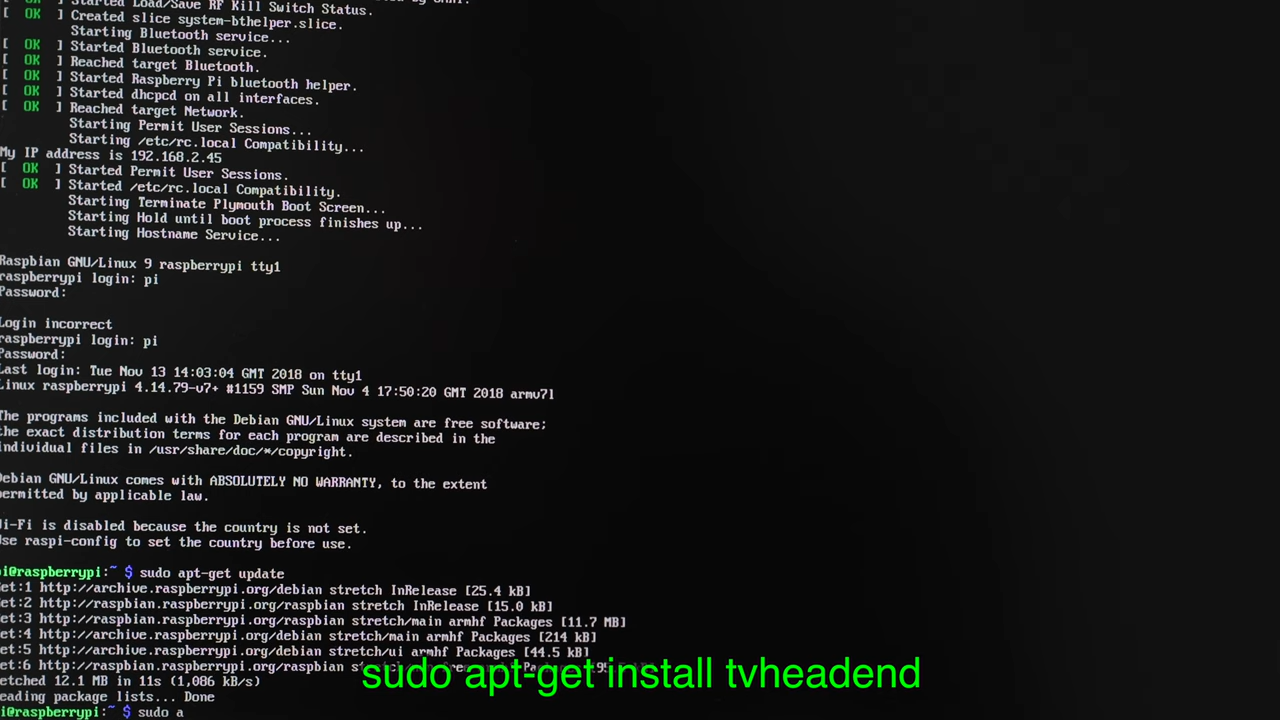 OK ] Started Load/Save RF Kill Switch Status.
[ OK ] Created slice system-bthelper.slice.
Starting Bluetooth service...
[ OK ] Started Bluetooth service.
[ OK ] Reached target Bluetooth.
[ OK ] Started Raspberry Pi bluetooth helper.
[ OK ] Started dhcpcd on all interfaces.
[ OK ] Reached target Network.
Starting Permit User Sessions...
Starting /etc/rc.local Compatibility...
My IP address is 192.168.2.45
[ OK ] Started Permit User Sessions.
[ OK ] Started /etc/rc.local Compatibility.
Starting Terminate Plymouth Boot Screen...
Starting Hold until boot process finishes up...
Starting Hostname Service...
Raspbian GNU/Linux 9 raspberrypi tty1
raspberrypi login: pi
Password:
Login incorrect
raspberrypi login: pi
Password:
Last login: Tue Nov 13 14:03:04 GMT 2018 on tty1
Linux raspberrypi 4.14.79-v7+ #1159 SMP Sun Nov 4 17:50:20 GMT 2018 armv7l
The programs included with the Debian GNU/Linux system are free software;
the exact distribution terms for each program are described in the
individual files in /usr/share/doc/*/copyright.
Debian GNU/Linux comes with ABSOLUTELY NO WARRANTY, to the extent
permitted by applicable law.
Wi-Fi is disabled because the country is not set.
Use raspi-config to set the country before use.
pi@raspberrypi:~ $ sudo apt-get update
Get:1 http://archive.raspberrypi.org/debian stretch InRelease [25.4 kB]
Get:2 http://raspbian.raspberrypi.org/raspbian stretch InRelease [15.0 kB]
Get:3 http://raspbian.raspberrypi.org/raspbian stretch/main armhf Packages [11.7 MB]
Get:4 http://archive.raspberrypi.org/debian stretch/main armhf Packages [214 kB]
Get:5 http://archive.raspberrypi.org/debian stretch/ui armhf Packages [44.5 kB]
Get:6 http://raspbian.raspberrypi.org/raspbian
Fetched 12.1 MB in 11s (1,086 kB/s)
Reading package lists... Done
pi@raspberrypi:~ $ sudo a
sudo apt-get install tvheadend